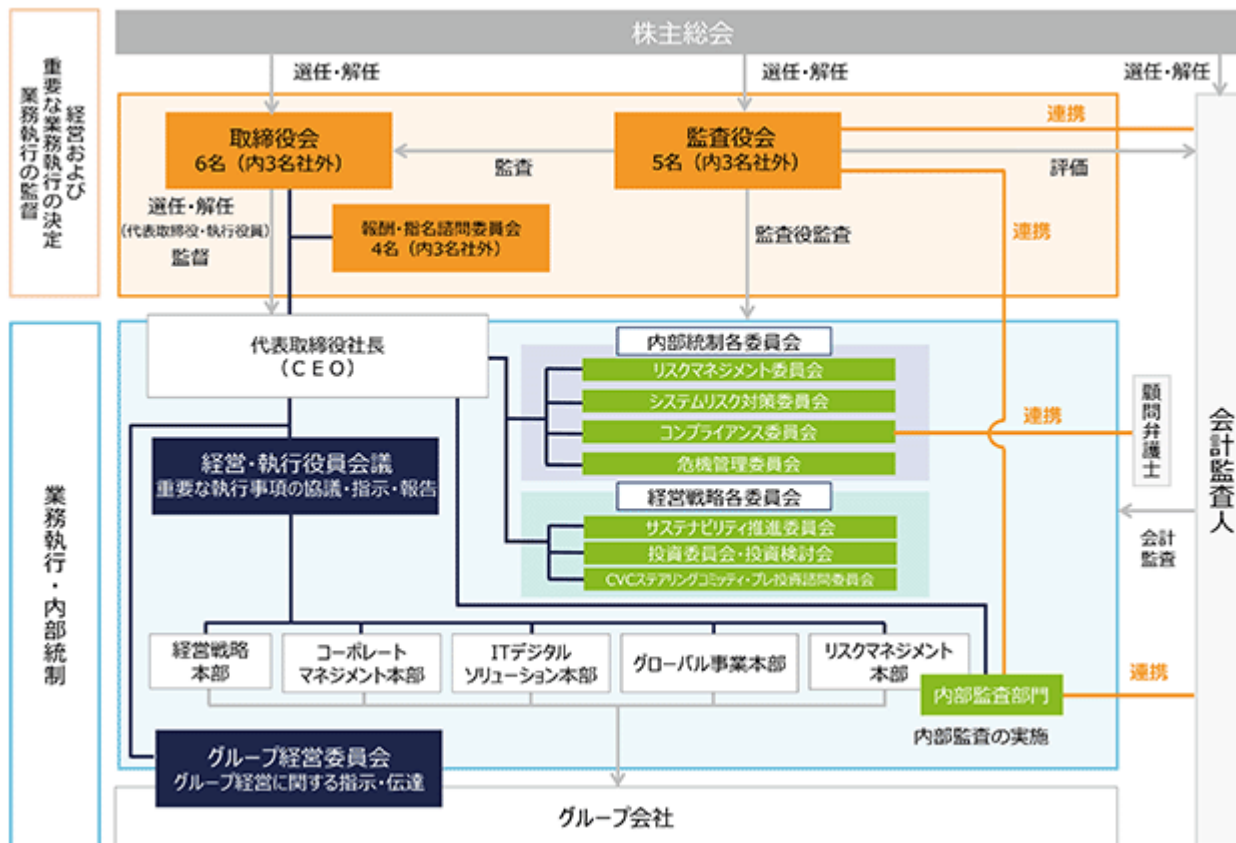 株主総会
選任・解任
選任・解任
選任・解任
経営および
重要な業務執行の決定
業務執行の監督
取締役会
6名（内3名社外）
監査
監査役会
5名（内3名社外）
連携
評価
選任・解任
(代表取締役・執行役員)
監督
報酬・指名諮問委員会
4名（内3名社外）
監査役監査
連携
業務執行・内部統制
代表取締役社長
（ＣＥＯ）
内部統制各委員会
リスクマネジメント委員会
システムリスク対策委員会
コンプライアンス委員会
危機管理委員会
連携
顧問弁護士
会計監査人
経営・執行役員会議
重要な執行事項の協議・指示・報告
経営戦略各委員会
サステナビリティ推進委員会
投資委員会・投資検討会
CVCステアリングコミッティ・プレ投資諮問委員会
会計
監査
経営戦略
本部
コーポレート
マネジメント本部
ITデジタル
ソリューション本部
グローバル事業本部
リスクマネジメント
本部
内部監査部門
連携
内部監査の実施
グループ経営委員会
グループ経営に関する指示・伝達
グループ会社